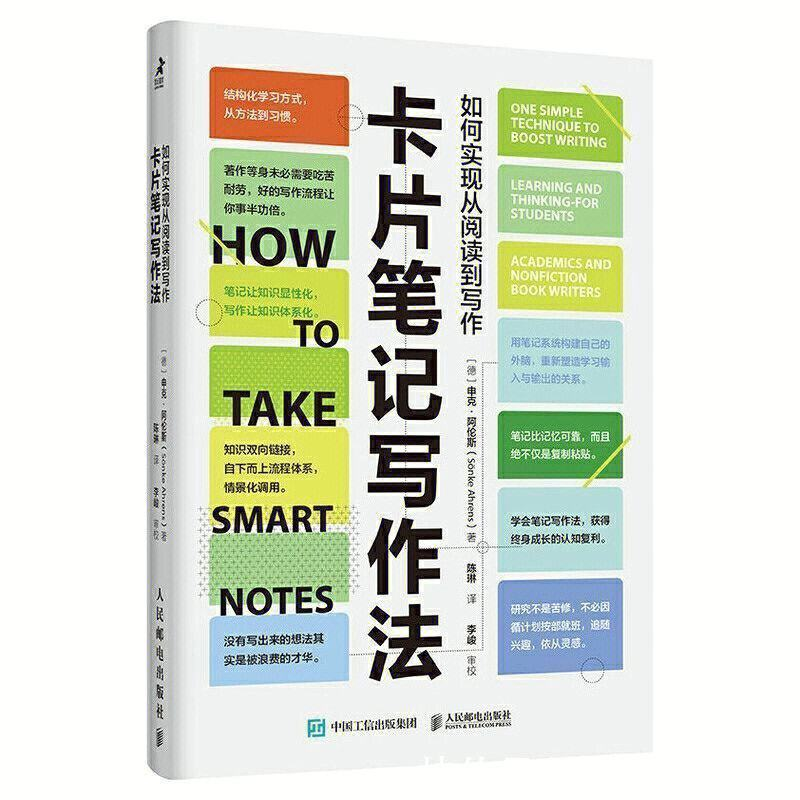 如何实现从阅读到写作
卡片笔记写作法
[德]申克·阿伦斯(Sönke Ahrens)著
陈琳 译 李峻 审校
人民邮电出版社
结构化学习方式,
从方法到习惯。
著作等身未必需要吃苦
耐劳,好的写作流程让
你事半功倍。
HOW
笔记让知识显性化,
写作让知识体系化。
TO
TAKE
知识双向链接,
自下而上流程体系,
情景化调用。
SMART
NOTES
没有写出来的想法其
实是被浪费的才华。
卡片笔记写作法
如何实现从阅读到写作
[德]申克·阿伦斯(Sönke Ahrens)著
陈琳 译 李峻 审校
ONE SIMPLE
TECHNIQUE TO
BOOST WRITING
LEARNING AND
THINKING-FOR
STUDENTS
ACADEMICS AND
NONFICTION
BOOK WRITERS
用笔记系统构建自己的
外脑,重新塑造学习输
入与输出的关系。
笔记比记忆可靠,而且
绝不仅是复制粘贴。
学会笔记写作法,获得
终身成长的认知复利。
研究不是苦修,不必因
循计划按部就班,追随
兴趣,依从灵感。
中国工信出版集团
人民邮电出版社
POSTS & TELECOM PRESS